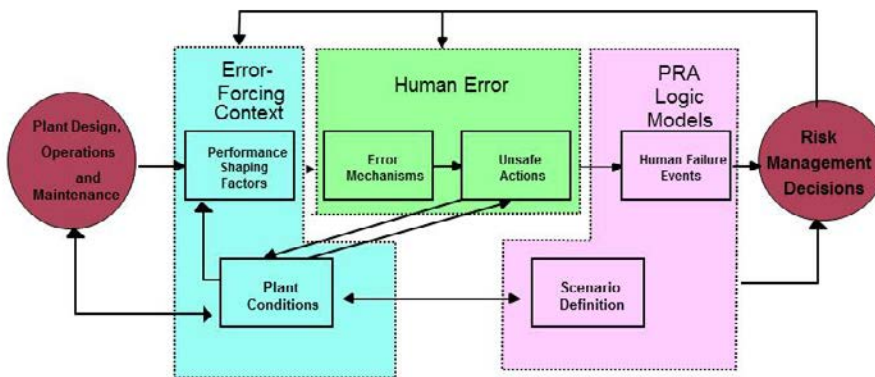 Error-
Forcing
Context
Human Error
PRA
Logic
Models
Plant Design,
Operations
and
Maintenance
Performance
Shaping
Factors
Error
Mechanisms
Unsafe
Actions
Human Failure
Events
Risk
Management
Decisions
Plant
Conditions
Scenario
Definition